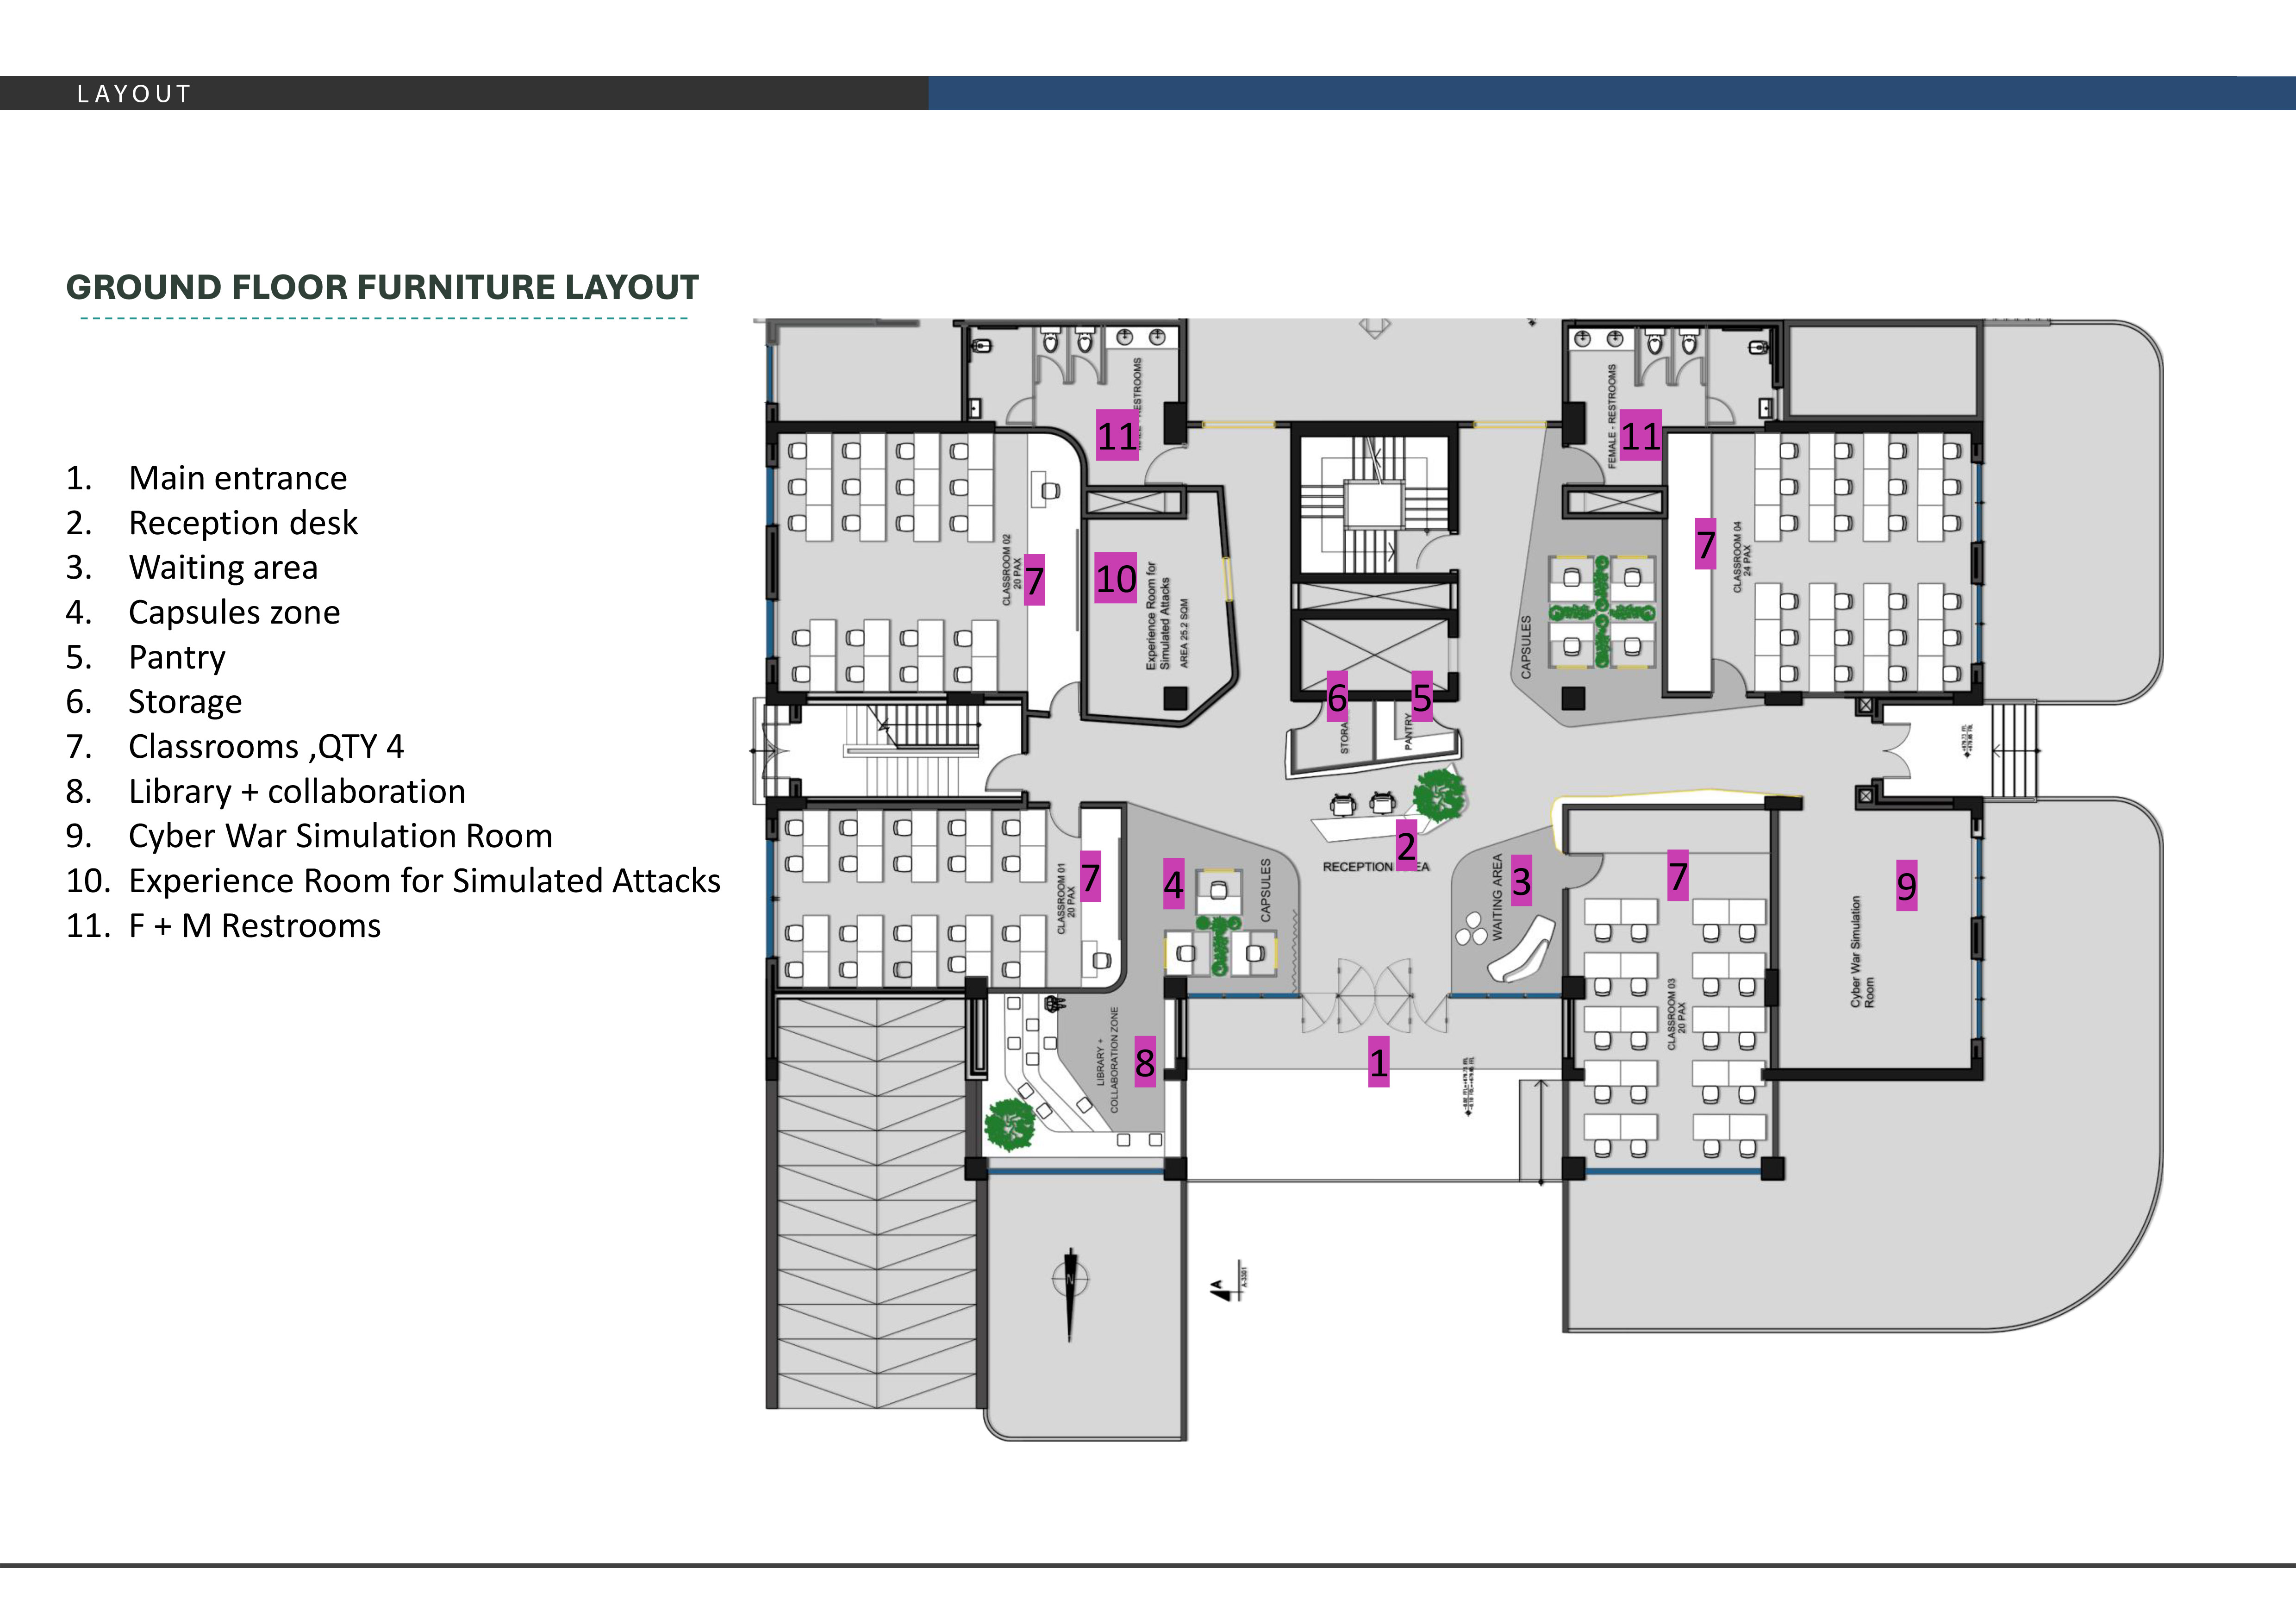 LAYOUT
GROUND FLOOR FURNITURE LAYOUT
1. Main entrance
2. Reception desk
3. Waiting area
4. Capsules zone
5. Pantry
6. Storage
7. Classrooms ,QTY 4
8. Library + collaboration
9. Cyber War Simulation Room
10. Experience Room for Simulated Attacks
11. F + M Restrooms
11
RESTROOMS
11
FEMALE - RESTROOMS
CLASSROOM 02
20 PAX
7
10
Experience Room for
Simulated Attacks
AREA 25.2 SQM
CAPSULES
7
CLASSROOM 04
24 PAX
6
5
PANTRY
2
RECEPTION
CLASSROOM 01
20 PAX
7
4
CAPSULES
WAITING AREA
3
7
CLASSROOM 03
20 PAX
9
Cyber War Simulation
Room
LIBRARY +
COLLABORATION ZONE
8
1
N
A
A-3301